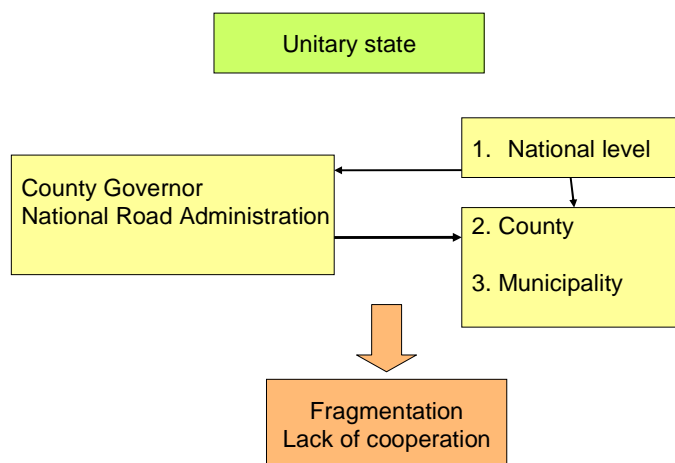 Unitary state
1. National level
County Governor
National Road Administration
2. County
3. Municipality
Fragmentation
Lack of cooperation